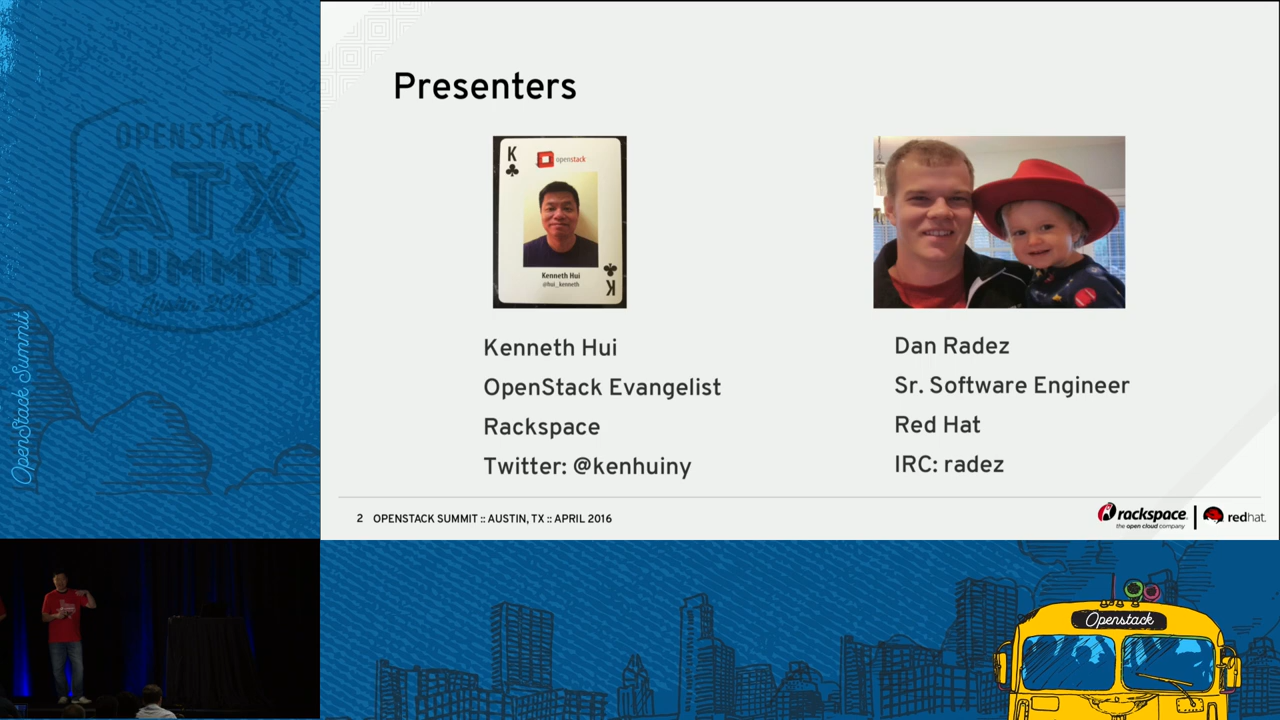 OPENSTACK
ATX
SUMMIT
OpenStack Summit
Presenters
K
openstack
Kenneth Hui
@hui_kenneth
K
Kenneth Hui
OpenStack Evangelist
Rackspace
Twitter: @kenhuiny
Dan Radez
Sr. Software Engineer
Red Hat
IRC: radez
2 OPENSTACK SUMMIT :: AUSTIN, TX :: APRIL 2016
rackspace.
the open cloud company
redhat.
Openstack